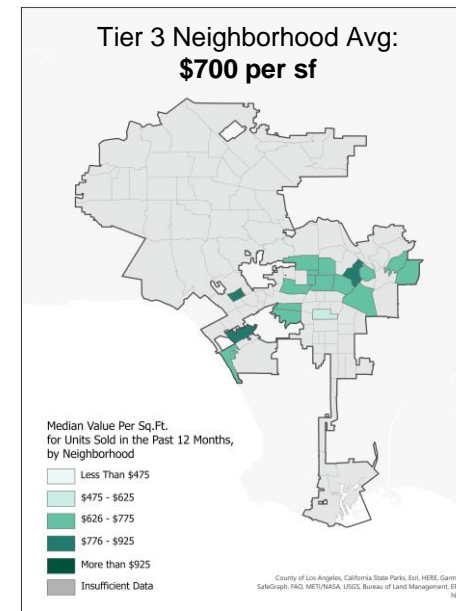 Tier 3 Neighborhood Avg:
$700 per sf
Median Value Per Sq.Ft.
for Units Sold in the Past 12 Months,
by Neighborhood
Less Than $475
$475 - $625
$626 - $775
$776 - $925
More than $925
Insufficient Data
County of Los Angeles, California State Parks, Esri, HERE, Garm
SafeGraph, FAO, METI/NASA, USGS, Bureau of Land Management, EP
N